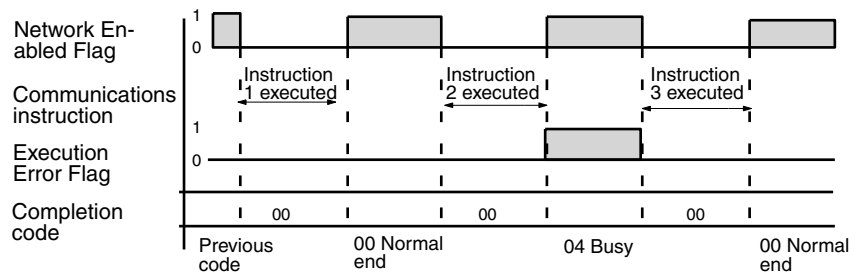 Network En-
abled Flag
1
0
Instruction
1 executed
Instruction
2 executed
Instruction
3 executed
Communications
instruction
1
0
Execution
Error Flag
Completion
code
00
00
00
Previous
code
00 Normal
end
04 Busy
00 Normal
end